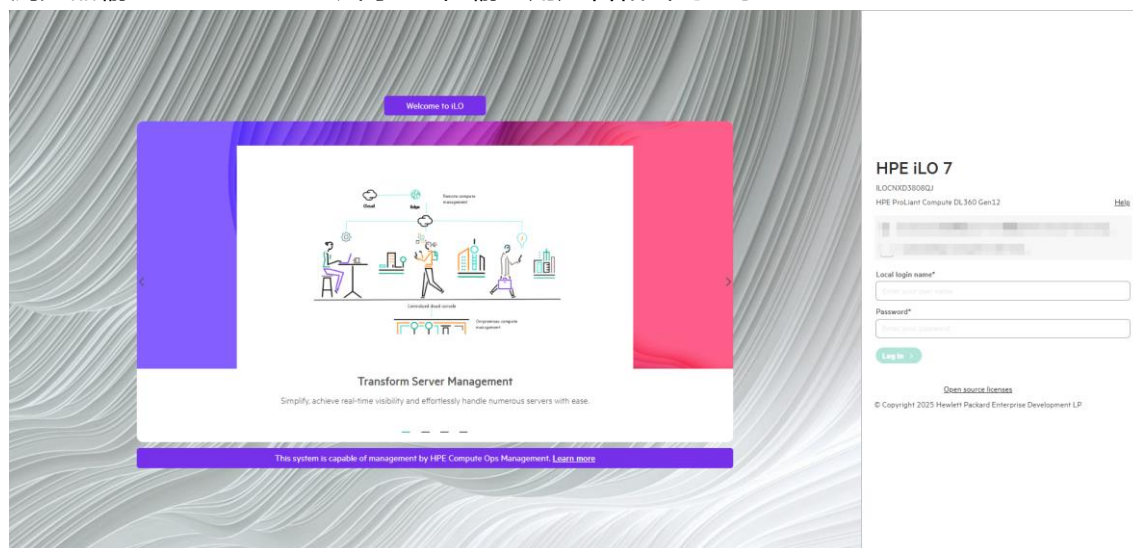 Welcome to iLO
Cloud
Edge
Remote compute
management
Centralized cloud console
On-premises compute
management
Transform Server Management
Simplify, achieve real-time visibility and effortlessly handle numerous servers with ease.
This system is capable of management by HPE Compute Ops Management. Learn more
HPE iLO 7
ILOCNXD3808QJ
HPE ProLiant Compute DL360 Gen12
Help
Local login name*
Enter your user name
Password*
Enter your password
Log in
Open source licenses
© Copyright 2025 Hewlett Packard Enterprise Development LP